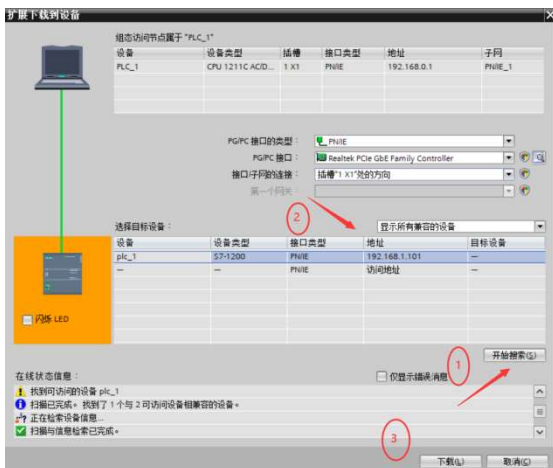 扩展下载到设备
组态访问节点属于 "PLC_1"
设备 设备类型 插槽 接口类型 地址 子网
PLC_1 CPU 1211C AC/D... 1 X1 PN/IE 192.168.0.1 PN/IE_1
PG/PC 接口的类型: PN/IE
PG/PC 接口: Realtek PCIe GbE Family Controller
接口/子网的连接: 插槽"1 X1"处的方向
第一个网关:
2
选择目标设备: 显示所有兼容的设备
设备 设备类型 接口类型 地址 目标设备
plc_1 S7-1200 PN/IE 192.168.1.101 —
— — PN/IE 访问地址 —
闪烁 LED
开始搜索(S)
1
在线状态信息: 仅显示错误消息
找到可访问的设备 plc_1
扫描已完成。找到了 1 个与 2 可访问设备相兼容的设备。
正在检索设备信息...
扫描与信息检索已完成。
3
下载(L) 取消(C)